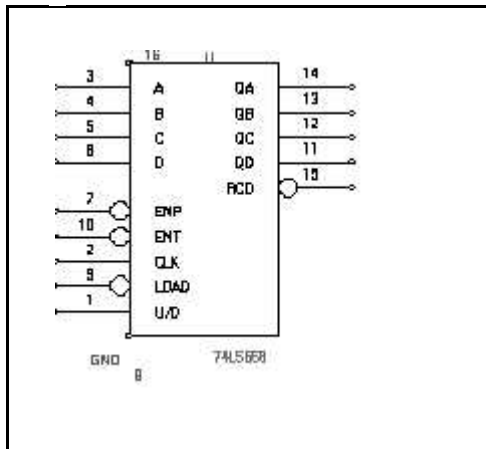 16 U
3 A QA 14
4 B QB 13
5 C QC 12
6 D QD 11
RCO 15
7 ENP
10 ENT
2 CLK
9 LOAD
1 U/D
GND 74LS668
8